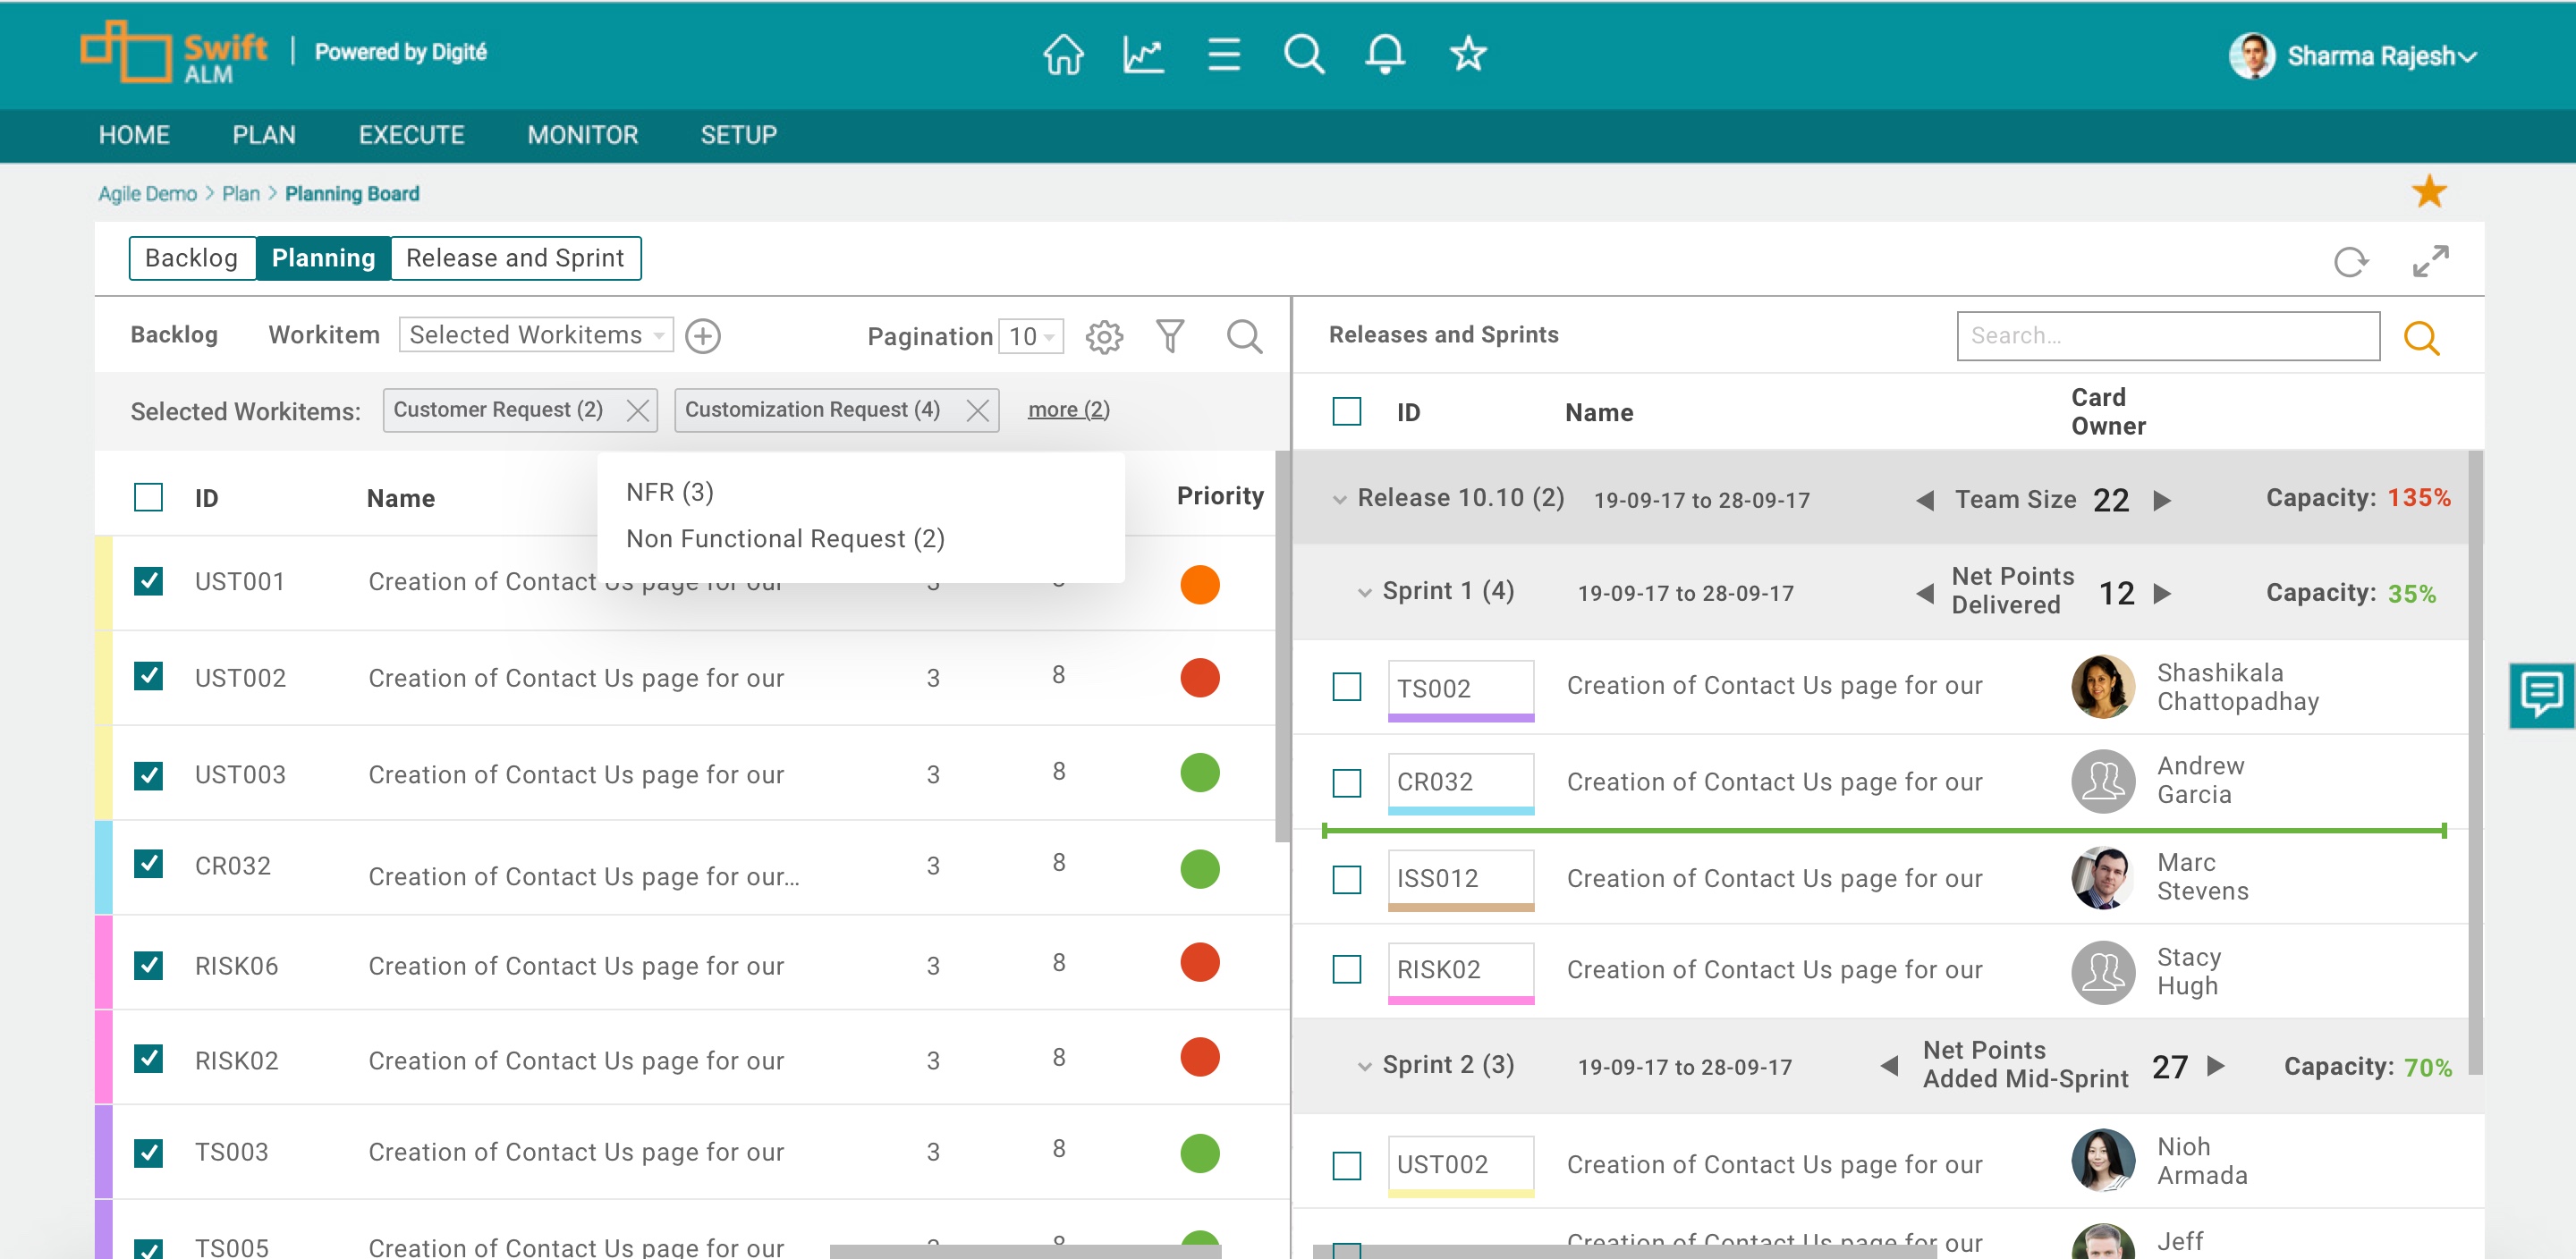 Swift
ALM
Powered by Digité
Sharma Rajesh
HOME PLAN EXECUTE MONITOR SETUP
Agile Demo > Plan > Planning Board
Backlog Planning Release and Sprint
Backlog Workitem Selected Workitems Pagination 10
Selected Workitems: Customer Request (2) Customization Request (4) more (2)
NFR (3)
Non Functional Request (2)
ID Name Priority
UST001 Creation of Contact Us page for our 3 8
UST002 Creation of Contact Us page for our 3 8
UST003 Creation of Contact Us page for our 3 8
CR032 Creation of Contact Us page for our... 3 8
RISK06 Creation of Contact Us page for our 3 8
RISK02 Creation of Contact Us page for our 3 8
TS003 Creation of Contact Us page for our 3 8
TS005 Creation of Contact Us page for our
Releases and Sprints Search...
ID Name Card
Owner
Release 10.10 (2) 19-09-17 to 28-09-17 Team Size 22 Capacity: 135%
Sprint 1 (4) 19-09-17 to 28-09-17 Net Points
Delivered 12 Capacity: 35%
TS002 Creation of Contact Us page for our Shashikala
Chattopadhay
CR032 Creation of Contact Us page for our Andrew
Garcia
ISS012 Creation of Contact Us page for our Marc
Stevens
RISK02 Creation of Contact Us page for our Stacy
Hugh
Sprint 2 (3) 19-09-17 to 28-09-17 Net Points
Added Mid-Sprint 27 Capacity: 70%
UST002 Creation of Contact Us page for our Nioh
Armada
Creation of Contact Us page for our Jeff